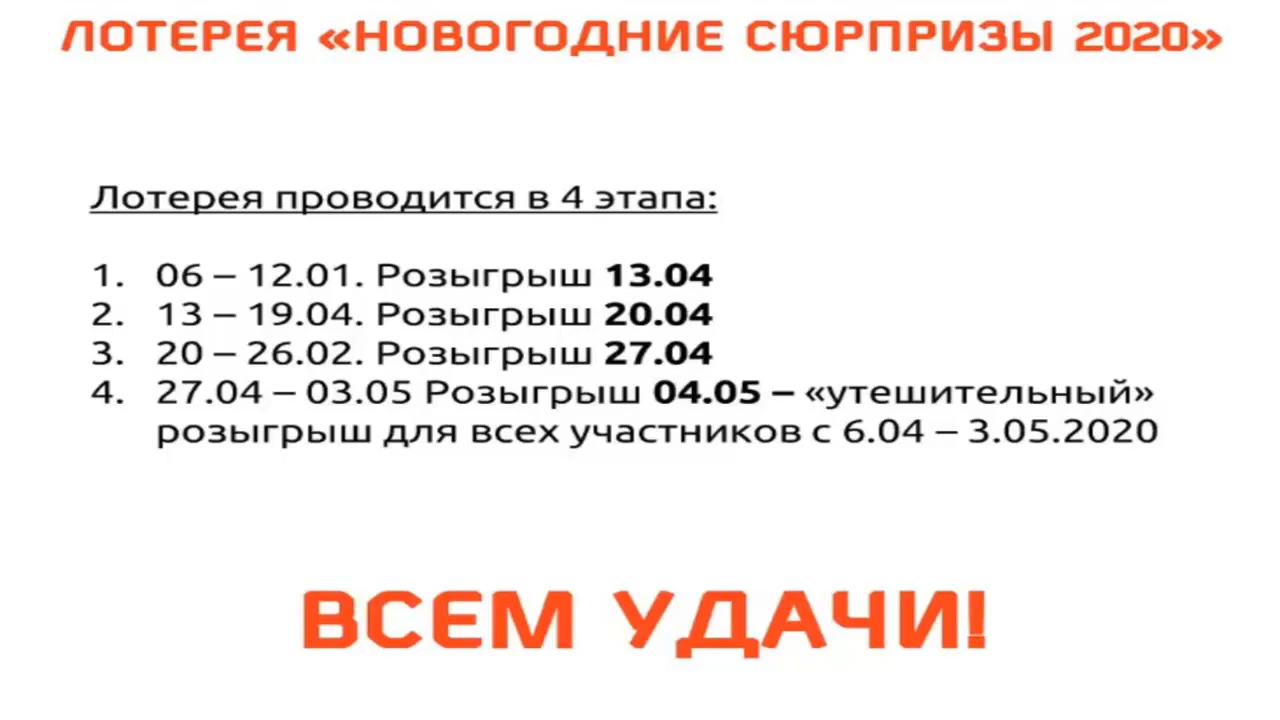 ЛОТЕРЕЯ «НОВОГОДНИЕ СЮРПРИЗЫ 2020»
Лотерея проводится в 4 этапа:
1. 06 – 12.01. Розыгрыш 13.04
2. 13 – 19.04. Розыгрыш 20.04
3. 20 – 26.02. Розыгрыш 27.04
4. 27.04 – 03.05 Розыгрыш 04.05 – «утешительный»
розыгрыш для всех участников с 6.04 – 3.05.2020
ВСЕМ УДАЧИ!